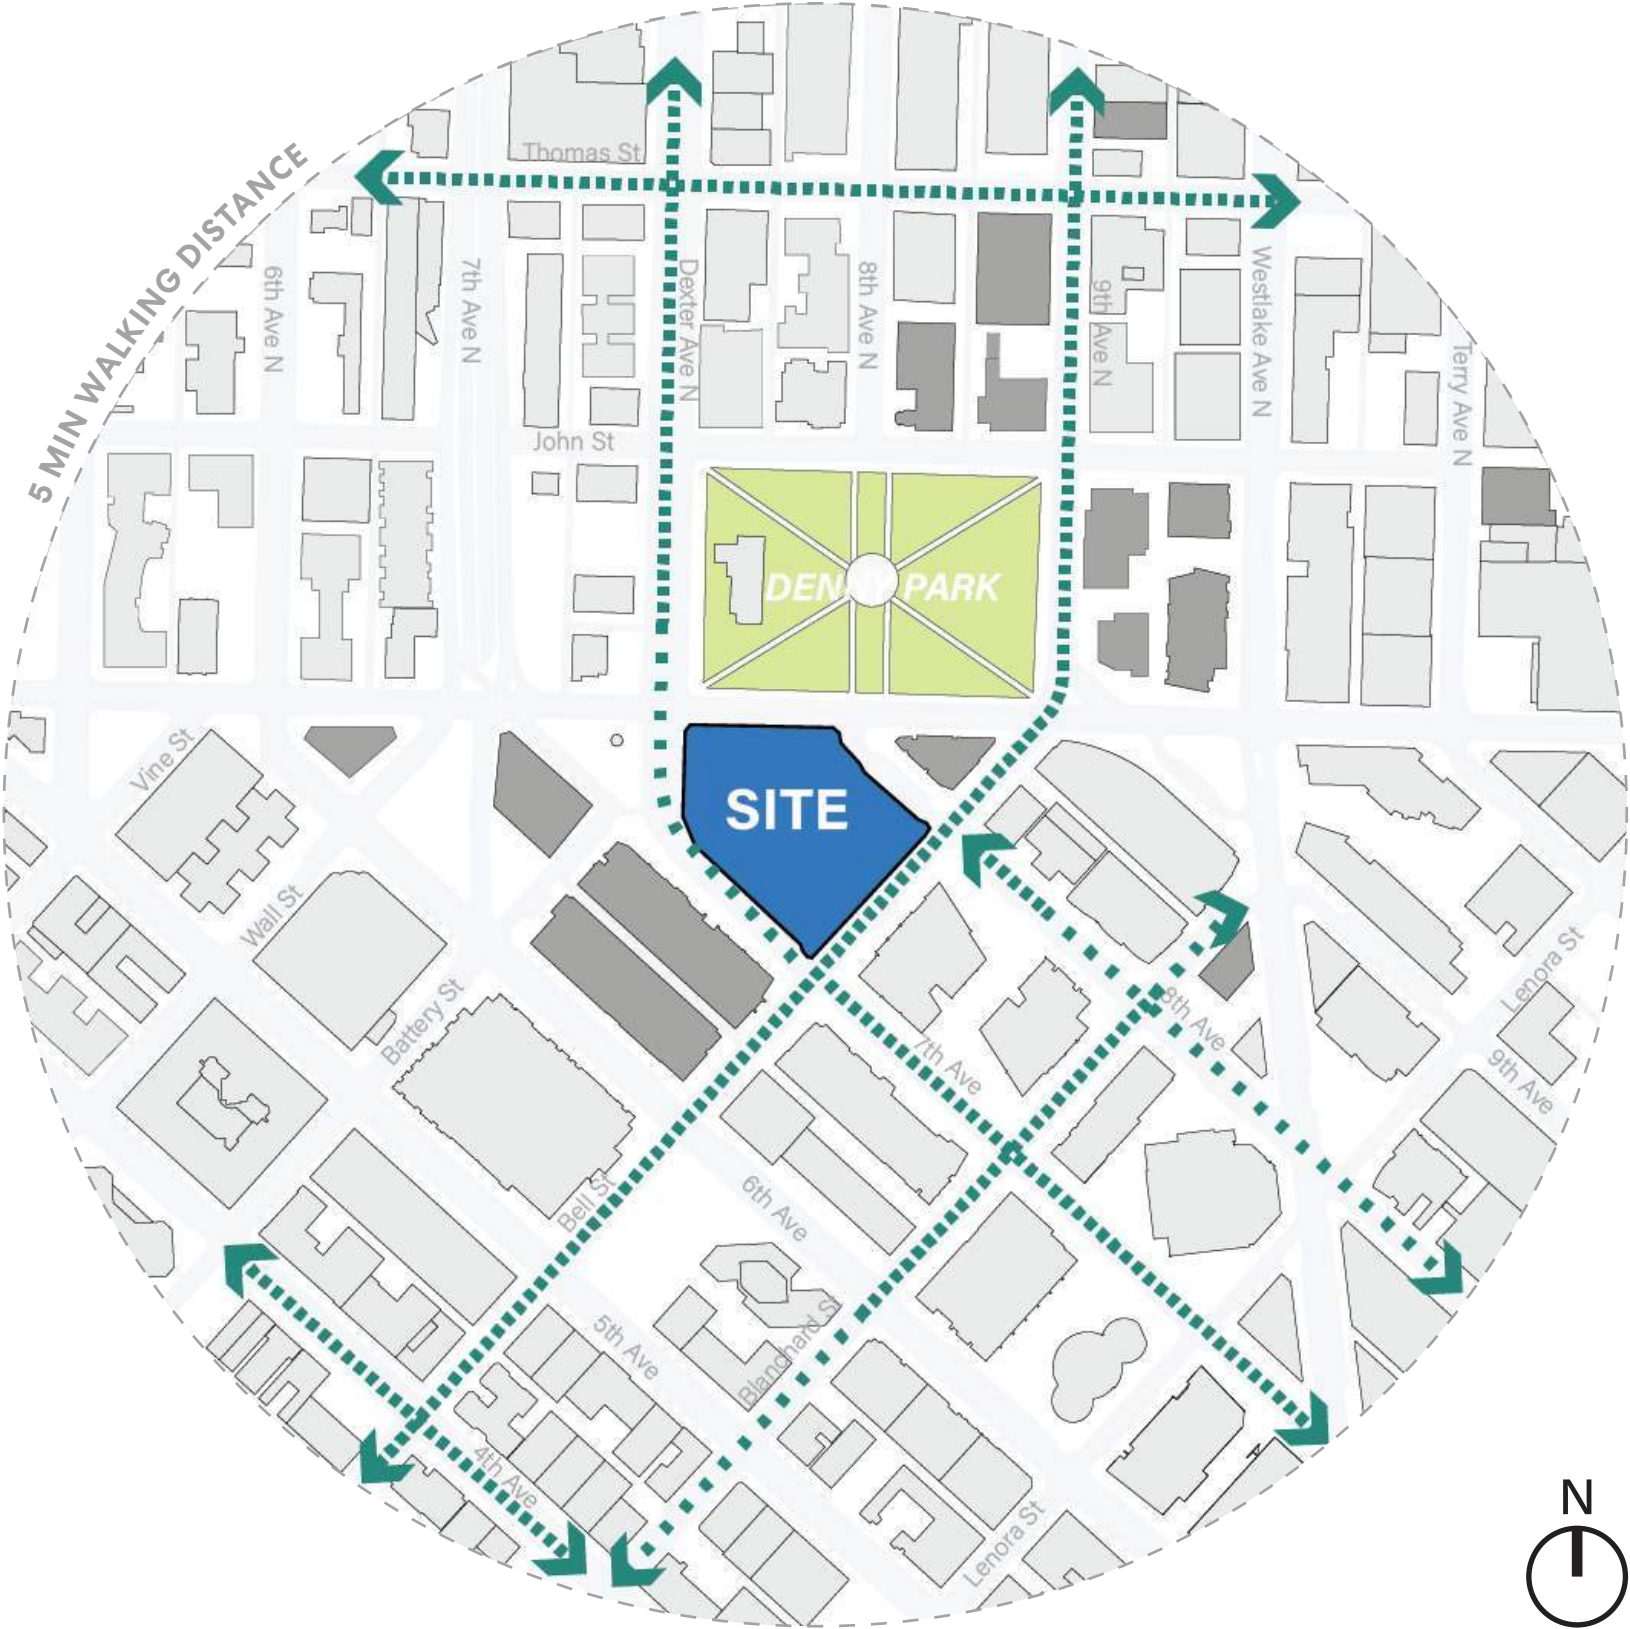 5 MIN WALKING DISTANCE
Thomas St
6th Ave N
7th Ave N
Dexter Ave N
8th Ave N
9th Ave N
Westlake Ave N
Terry Ave N
John St
DENNY PARK
SITE
Vine St
Wall St
Battery St
Bell St
Blanchard St
Lenora St
9th Ave
8th Ave
7th Ave
6th Ave
5th Ave
4th Ave
Lenora St
N